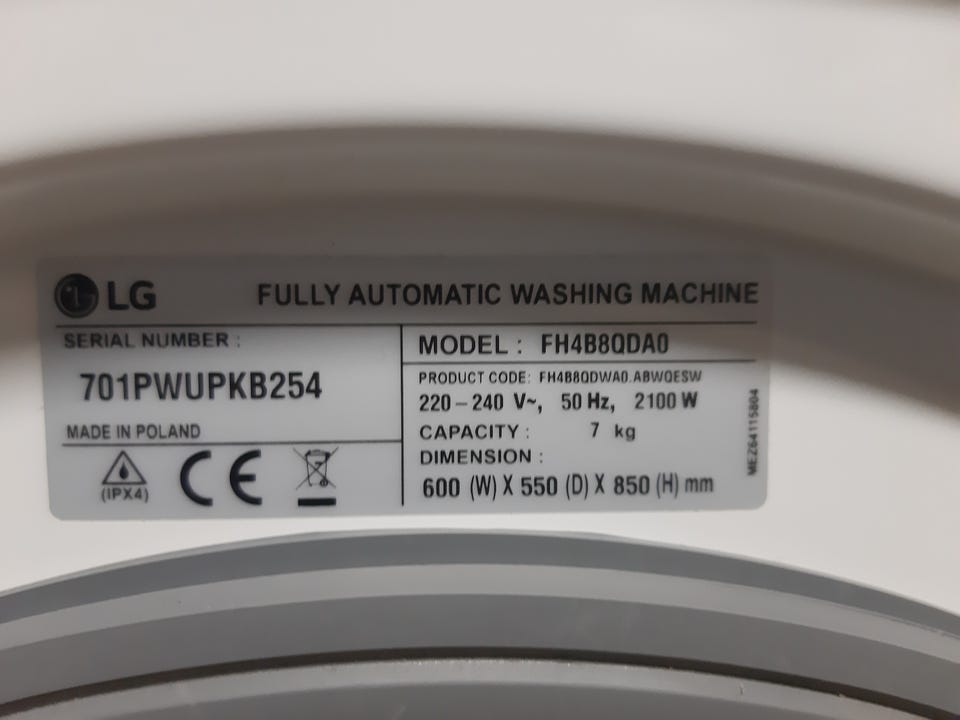 LG FULLY AUTOMATIC WASHING MACHINE
SERIAL NUMBER :
701PWUPKB254
MADE IN POLAND
(IPX4) CE
MODEL : FH4B8QDA0
PRODUCT CODE: FH4B8QDWA0.ABWQESW
220 – 240 V~, 50 Hz, 2100 W
CAPACITY : 7 kg
DIMENSION :
600 (W) X 550 (D) X 850 (H) mm
MEZ64115804